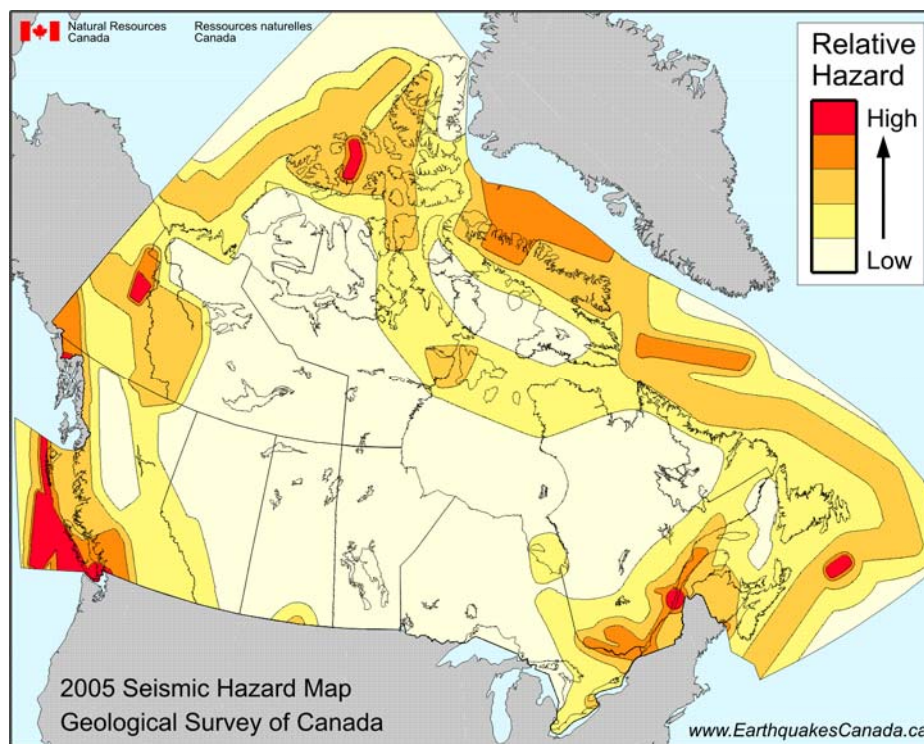 Natural Resources
Canada
Ressources naturelles
Canada
Relative
Hazard
High
Low
2005 Seismic Hazard Map
Geological Survey of Canada
www.EarthquakesCanada.ca